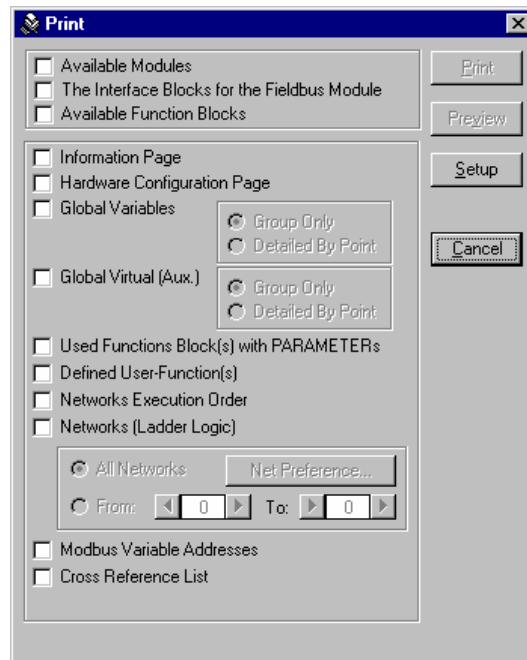 Print
Available Modules
The Interface Blocks for the Fieldbus Module
Available Function Blocks
Print
Preview
Setup
Cancel
Information Page
Hardware Configuration Page
Global Variables
Group Only
Detailed By Point
Global Virtual (Aux.)
Group Only
Detailed By Point
Used Functions Block(s) with PARAMETERs
Defined User-Function(s)
Networks Execution Order
Networks (Ladder Logic)
All Networks
Net Preference...
From: 0 To: 0
Modbus Variable Addresses
Cross Reference List